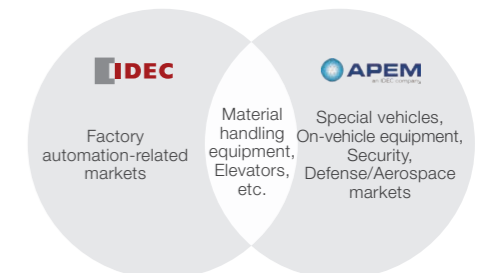 IDEC
Factory
automation-related
markets
Material
handling
equipment,
Elevators,
etc.
APEM
an IDEC company
Special vehicles,
On-vehicle equipment,
Security,
Defense/Aerospace
markets